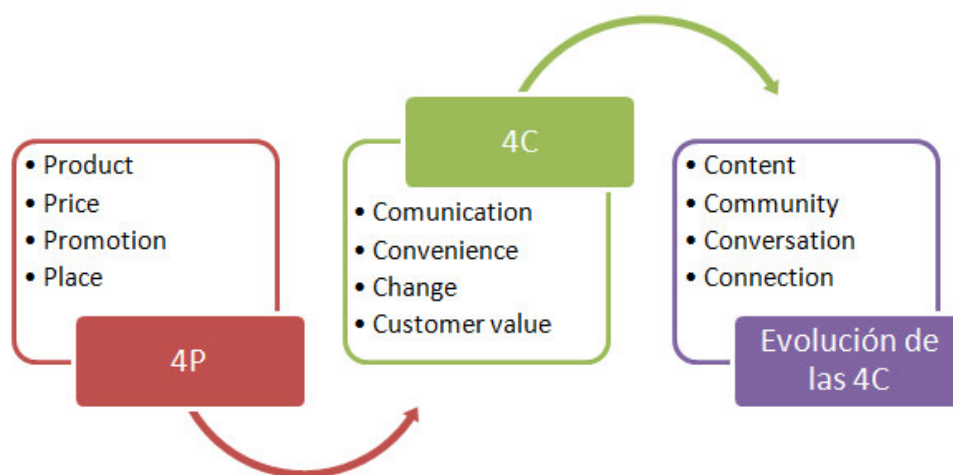 • Product
• Price
• Promotion
• Place
4P
4C
• Comunication
• Convenience
• Change
• Customer value
• Content
• Community
• Conversation
• Connection
Evolución de
las 4C